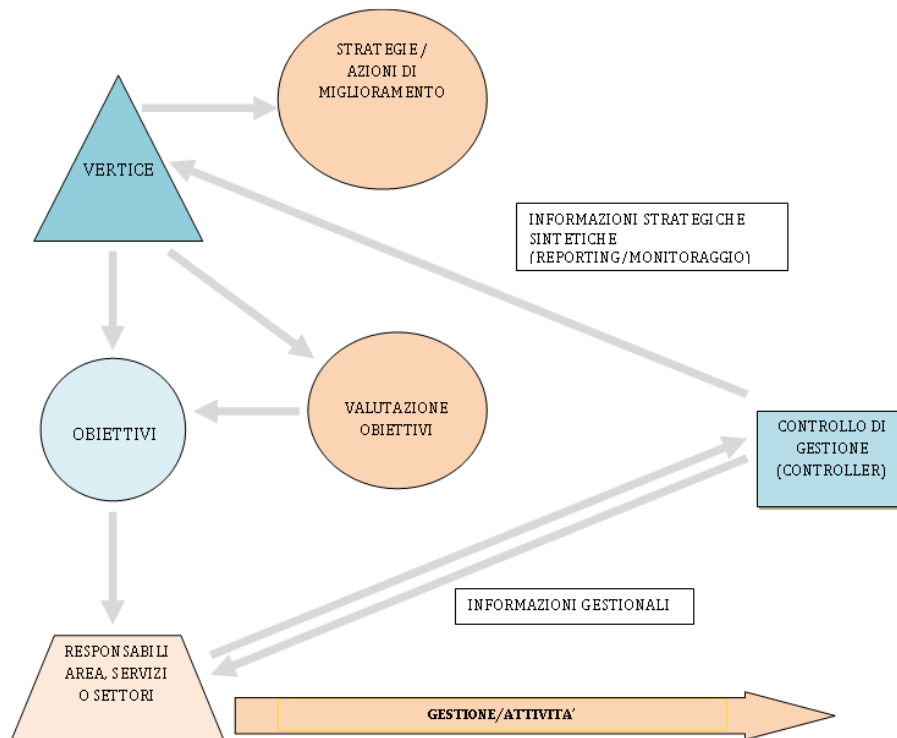 STRATEGIE/
AZIONI DI
MIGLIORAMENTO
VERTICE
INFORMAZIONI STRATEGICHE
SINTETICHE
(REPORTING/MONITORAGGIO)
OBIETTIVI
VALUTAZIONE
OBIETTIVI
CONTROLLO DI
GESTIONE
(CONTROLLER)
INFORMAZIONI GESTIONALI
RESPONSABILI
AREA, SERVIZI
O SETTORI
GESTIONE/ATTIVITA’